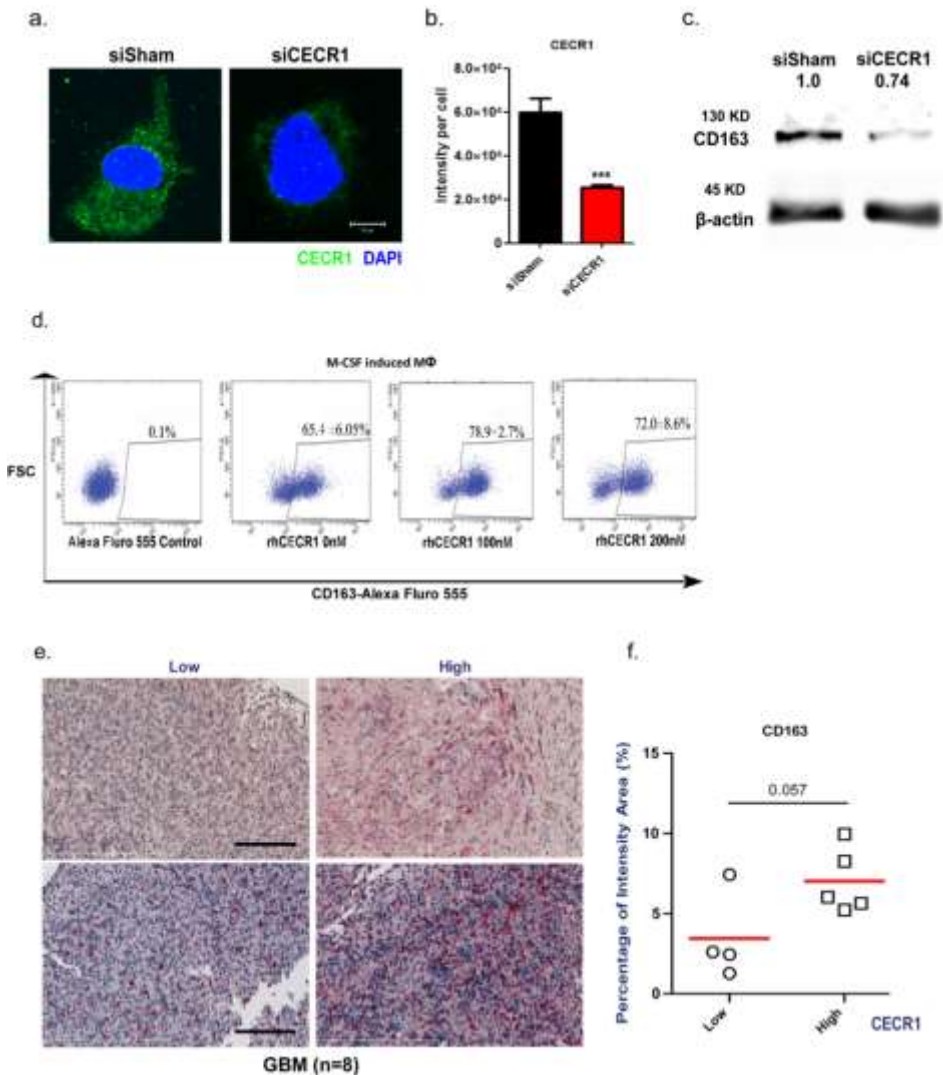 a.
siSham siCECR1
CECR1 DAPI
b.
CECR1
Intensity per cell
8.0×10⁴
6.0×10⁴
4.0×10⁴
2.0×10⁴
0
***
siSham
siCECR1
c.
siSham siCECR1
1.0 0.74
130 KD
CD163
45 KD
β-actin
d.
M-CSF induced MΦ
FSC
0.1%
78.9±2.7%
72.0±8.6%
Alexa Fluro 555 Control
rhCECR1 0nM
rhCECR1 100nM
rhCECR1 200nM
CD163-Alexa Fluro 555
e.
Low High
GBM (n=8)
f.
CD163
Percentage of Intensity Area (%)
15
10
5
0
0.057
Low
High
CECR1